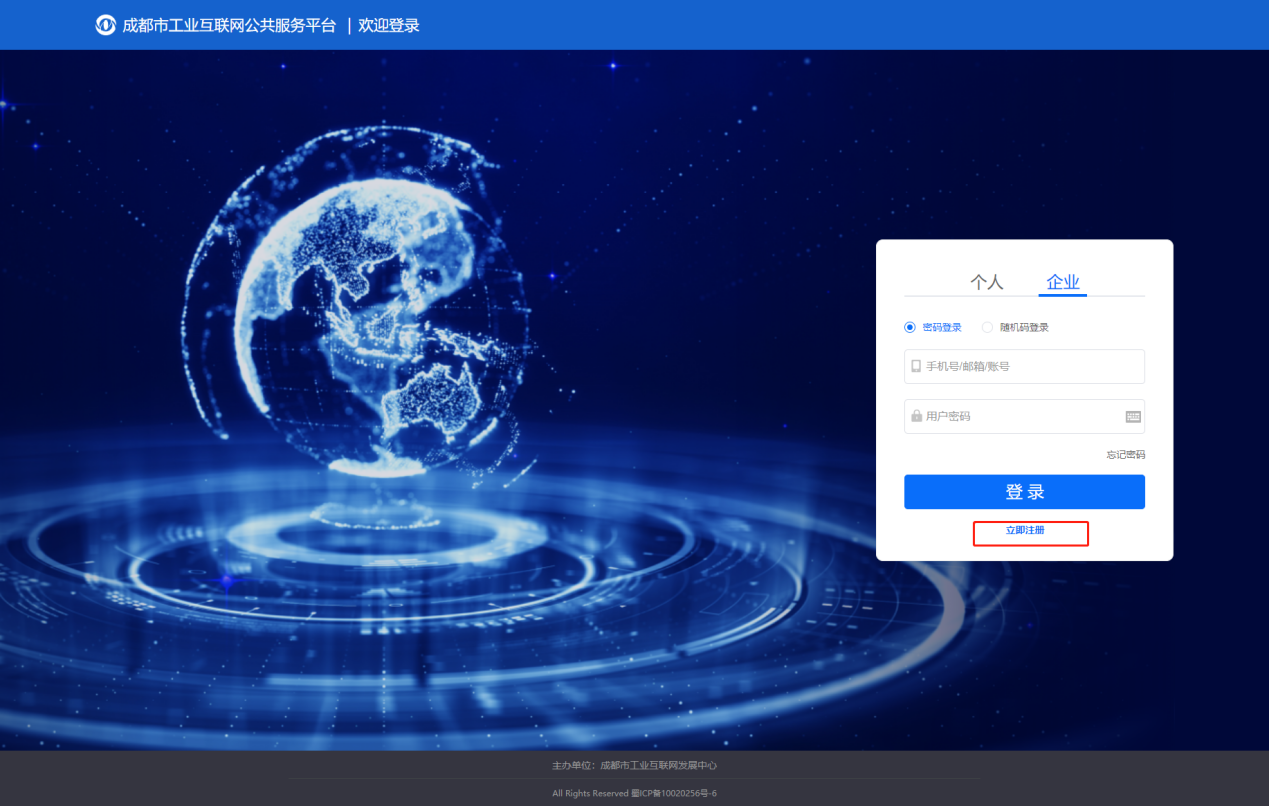 成都市工业互联网公共服务平台 | 欢迎登录
个人 企业
密码登录 随机码登录
手机号/邮箱/账号
用户密码
忘记密码
登 录
立即注册
主办单位：成都市工业互联网发展中心
All Rights Reserved 蜀ICP备10020256号-6